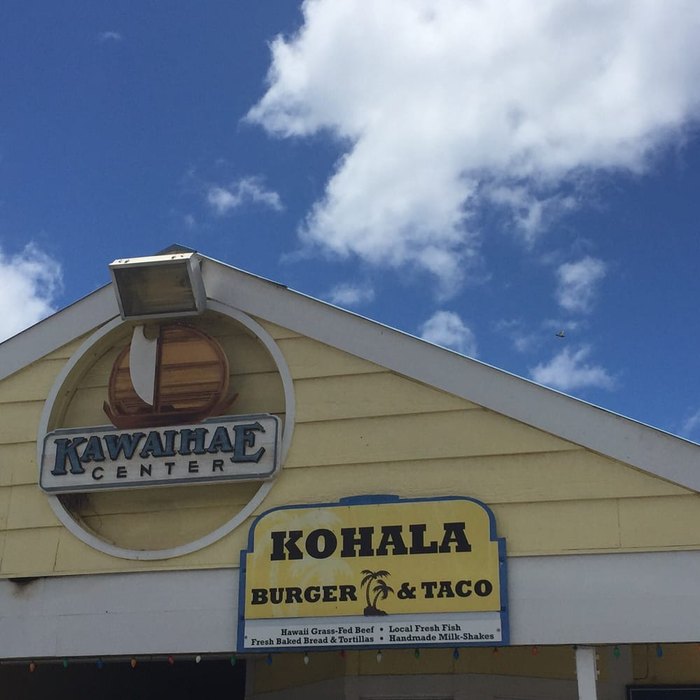 KAWAIHAE
CENTER
KOHALA
BURGER & TACO
Hawaii Grass-Fed Beef • Local Fresh Fish
Fresh Baked Bread & Tortillas • Handmade Milk-Shakes